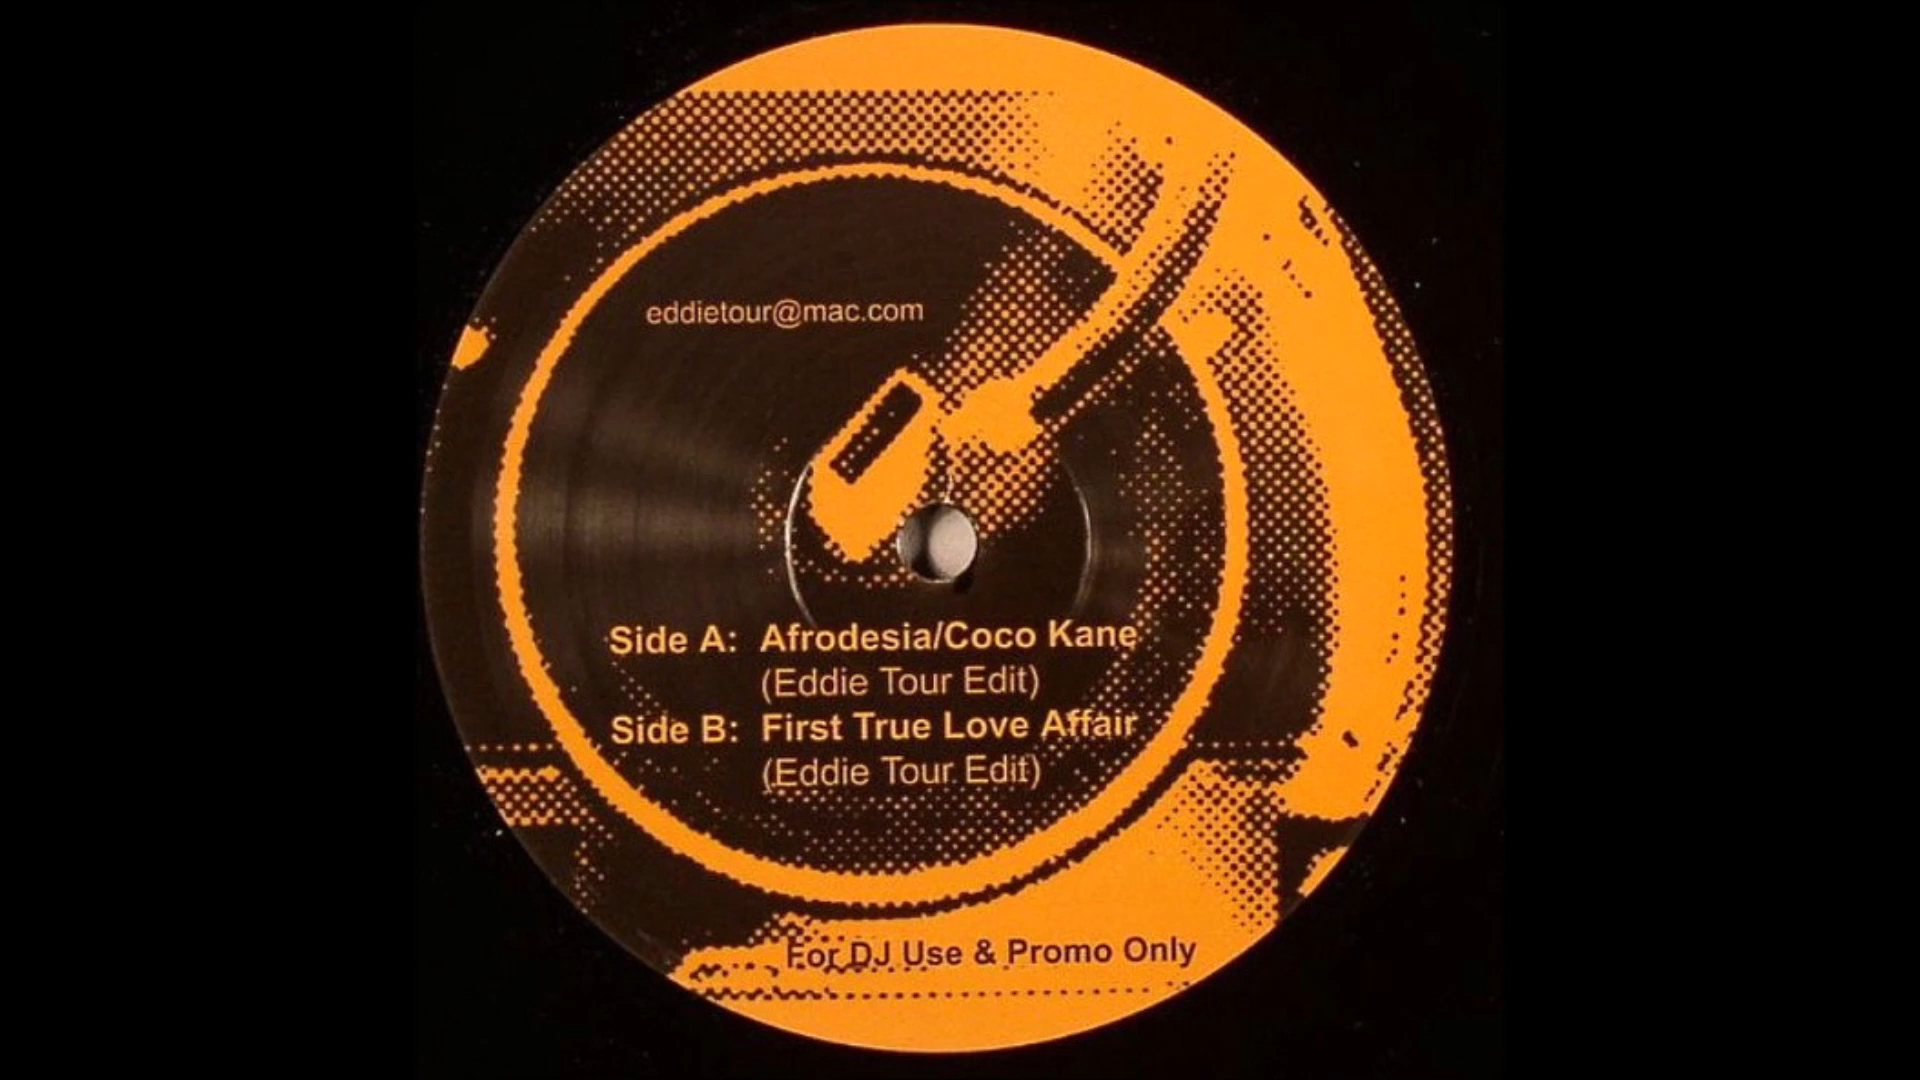 eddietour@mac.com
Side A: Afrodesia/Coco Kane
(Eddie Tour Edit)
Side B: First True Love Affair
(Eddie Tour Edit)
For DJ Use & Promo Only